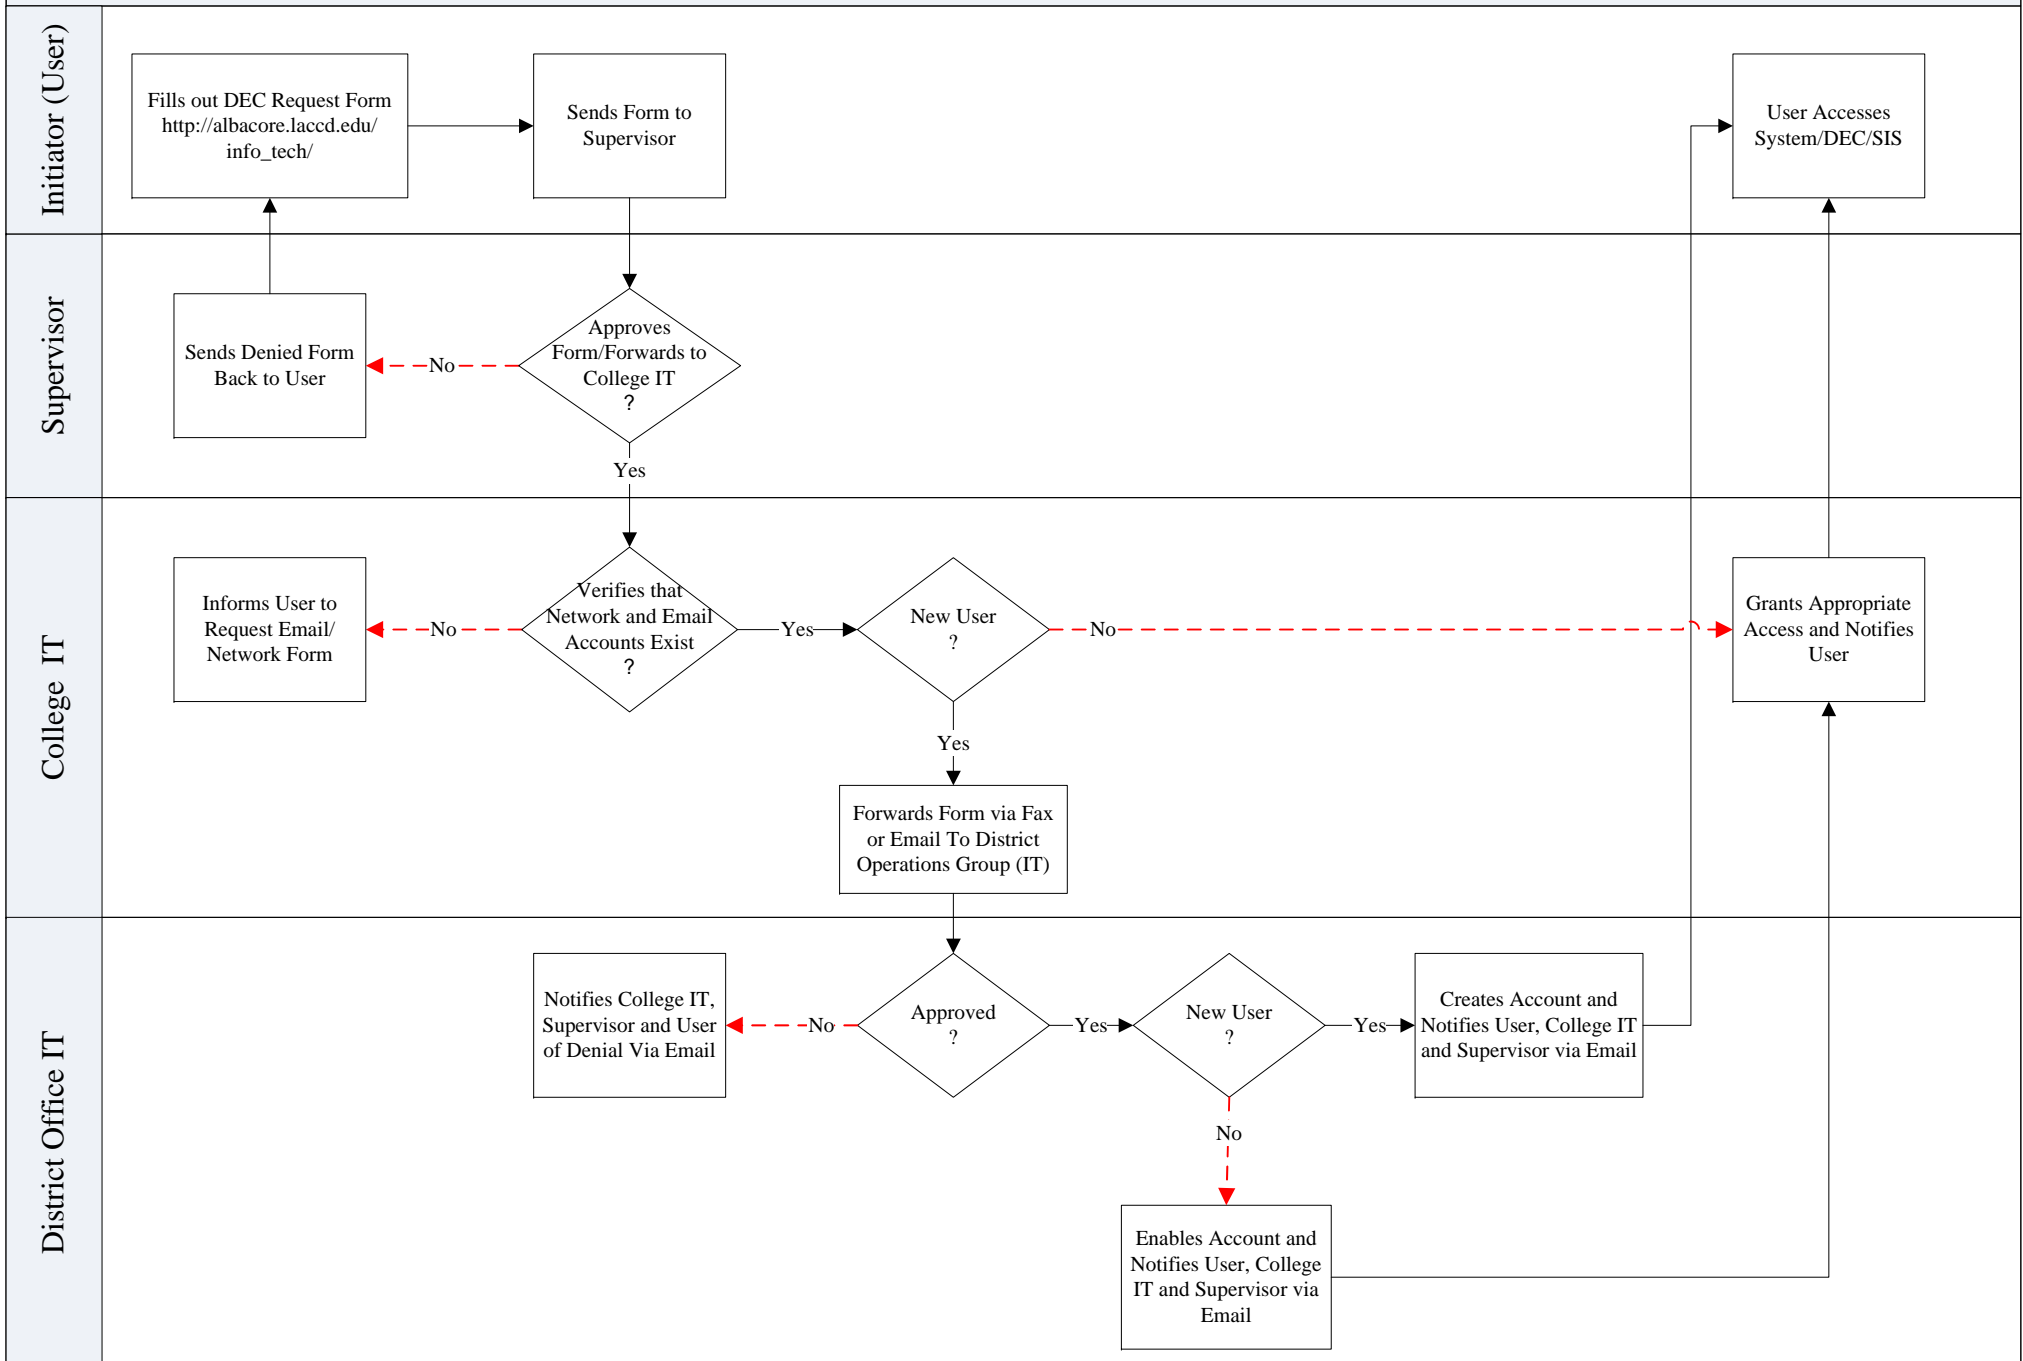 Initiator (User)
Fills out DEC Request Form
http://albacore.laccd.edu/
info_tech/
Sends Form to
Supervisor
User Accesses
System/DEC/SIS
Supervisor
Sends Denied Form
Back to User
No
Approves
Form/Forwards to
College IT
?
Yes
College IT
Informs User to
Request Email/
Network Form
No
Verifies that
Network and Email
Accounts Exist
?
Yes
New User
?
No
Grants Appropriate
Access and Notifies
User
Yes
Forwards Form via Fax
or Email To District
Operations Group (IT)
District Office IT
Notifies College IT,
Supervisor and User
of Denial Via Email
No
Approved
?
Yes
New User
?
Yes
Creates Account and
Notifies User, College IT
and Supervisor via Email
No
Enables Account and
Notifies User, College
IT and Supervisor via
Email